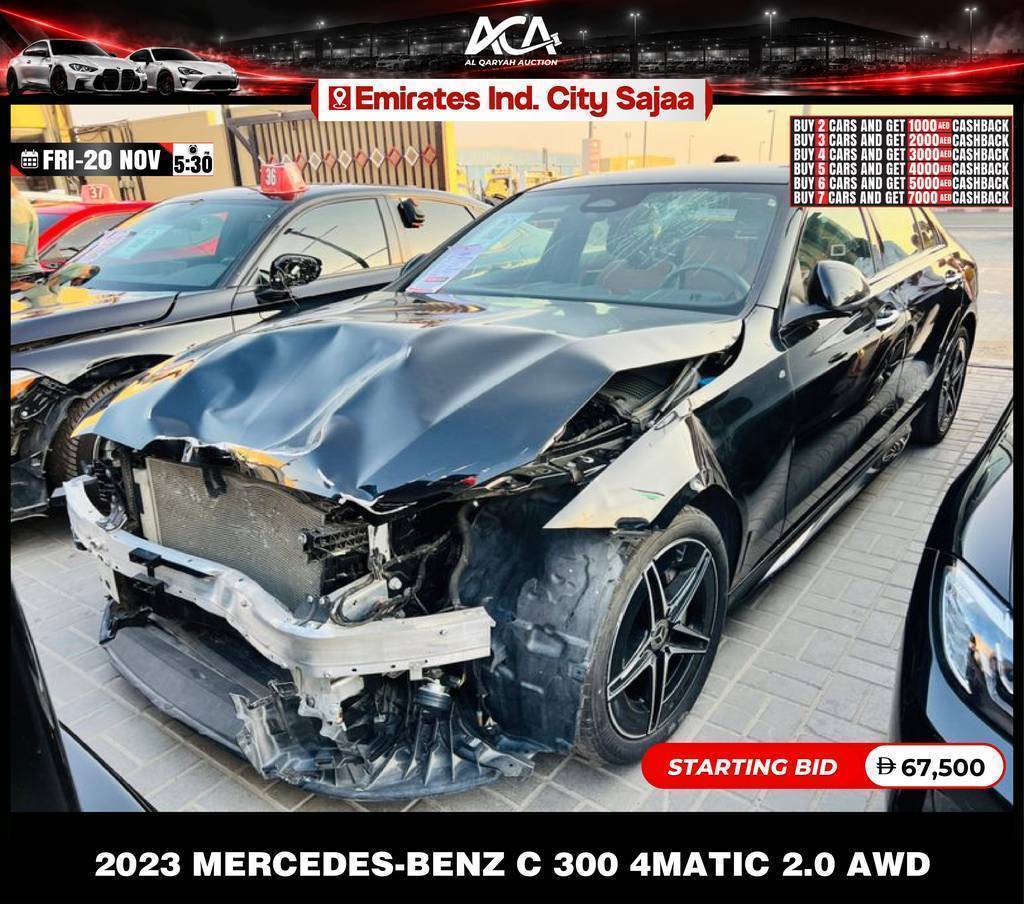 ACA
AL QARYAH AUCTION
Emirates Ind. City Sajaa
FRI-20 NOV 5:30
BUY 2 CARS AND GET 1000 AED CASHBACK
BUY 3 CARS AND GET 2000 AED CASHBACK
BUY 4 CARS AND GET 3000 AED CASHBACK
BUY 5 CARS AND GET 4000 AED CASHBACK
BUY 6 CARS AND GET 5000 AED CASHBACK
BUY 7 CARS AND GET 7000 AED CASHBACK
37
36
STARTING BID 67,500
2023 MERCEDES-BENZ C 300 4MATIC 2.0 AWD